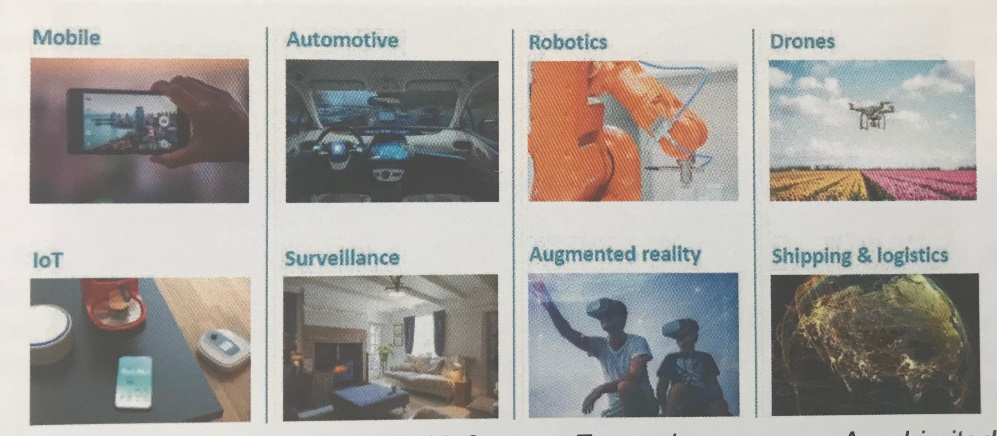 Mobile
Automotive
Robotics
Drones
IoT
Surveillance
Augmented reality
Shipping & logistics